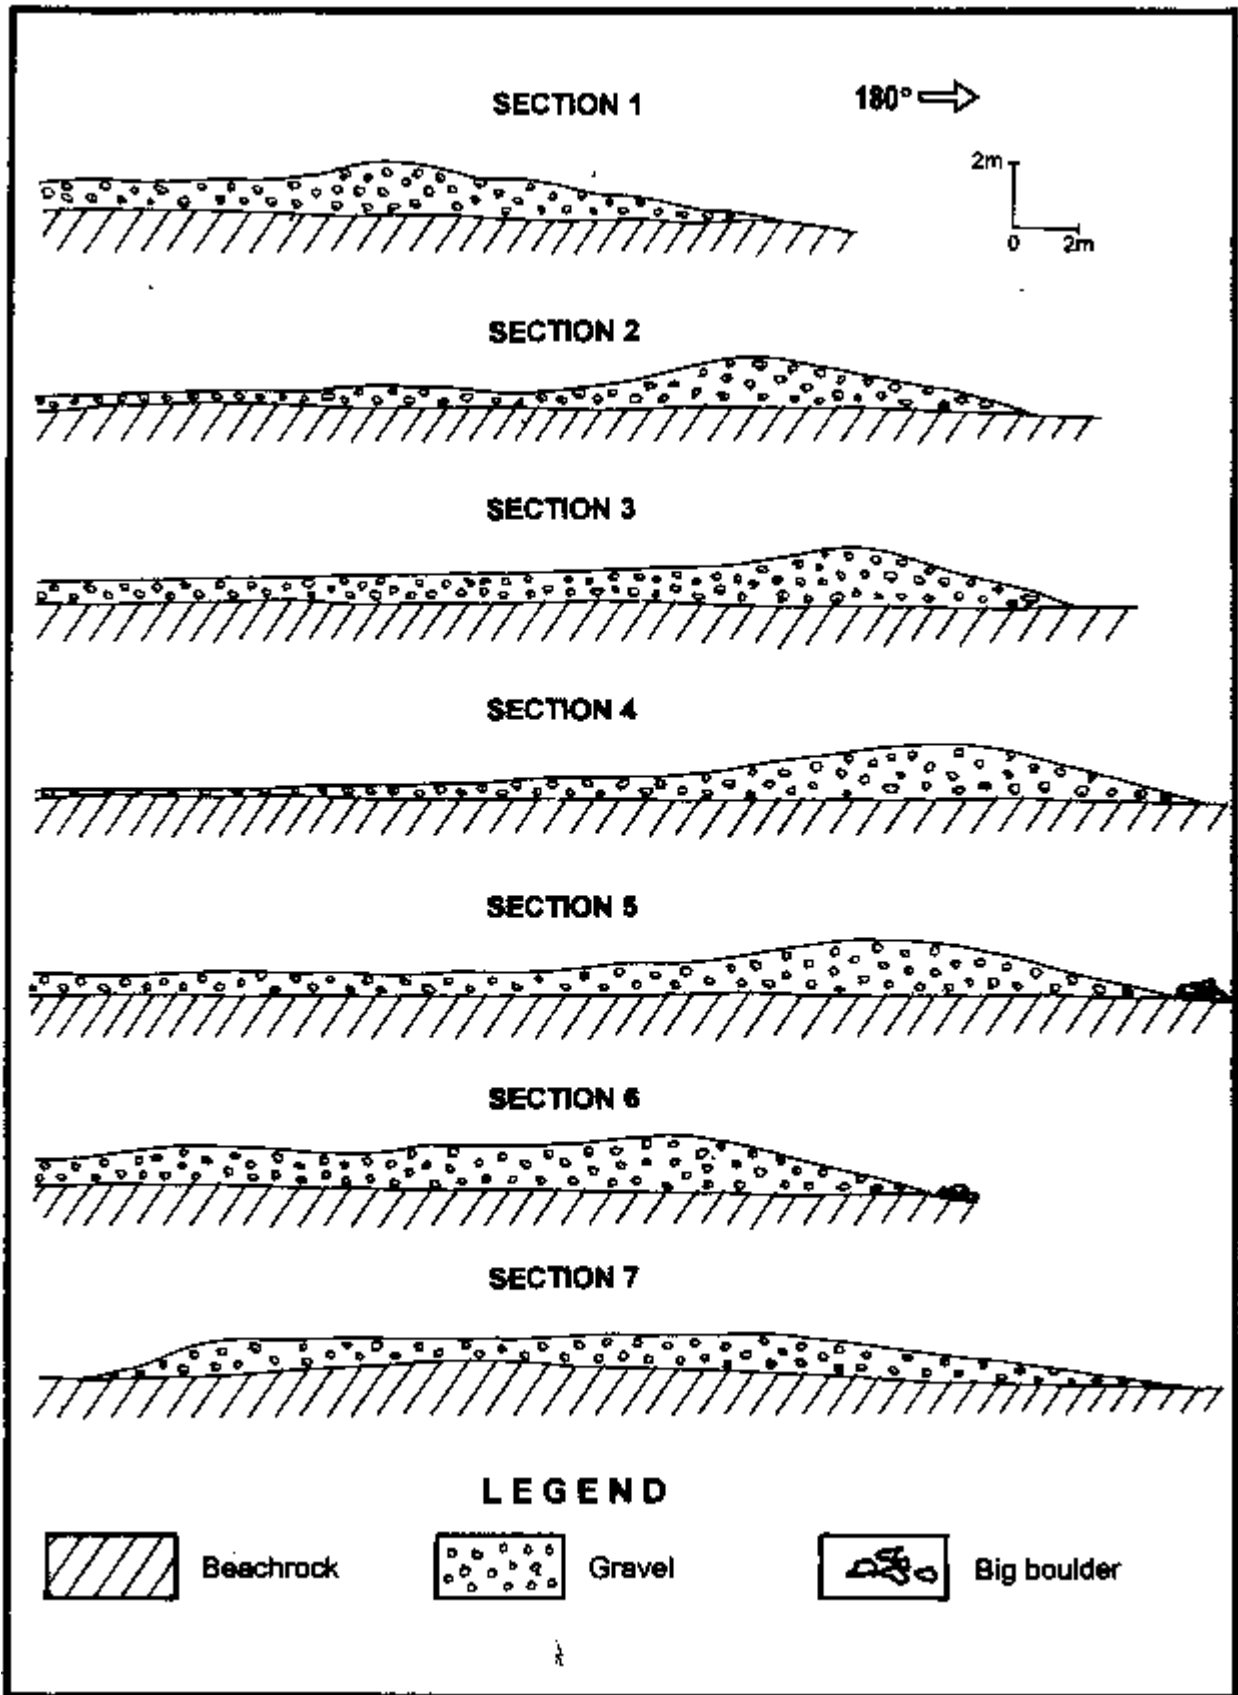 SECTION 1
180°
2m
0 2m
SECTION 2
SECTION 3
SECTION 4
SECTION 5
SECTION 6
SECTION 7
LEGEND
Beachrock
Gravel
Big boulder